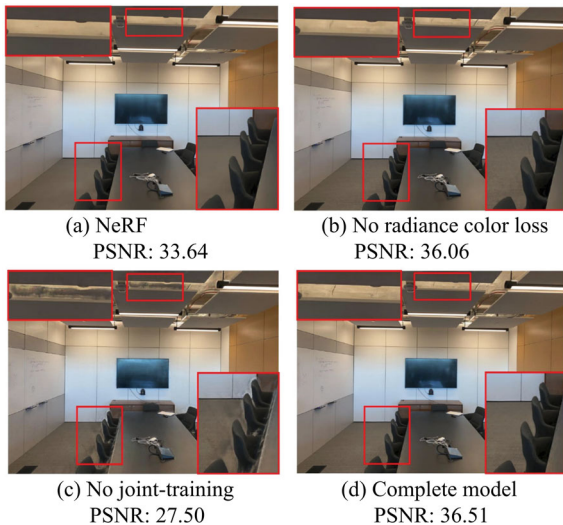 (a) NeRF
PSNR: 33.64
(b) No radiance color loss
PSNR: 36.06
(c) No joint-training
PSNR: 27.50
(d) Complete model
PSNR: 36.51